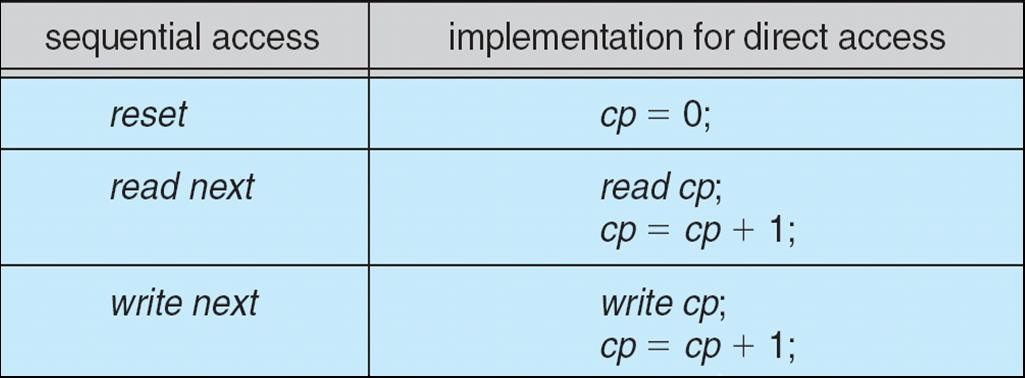 sequential access
implementation for direct access
reset
cp = 0;
read next
read cp;
cp = cp + 1;
write next
write cp;
cp = cp + 1;